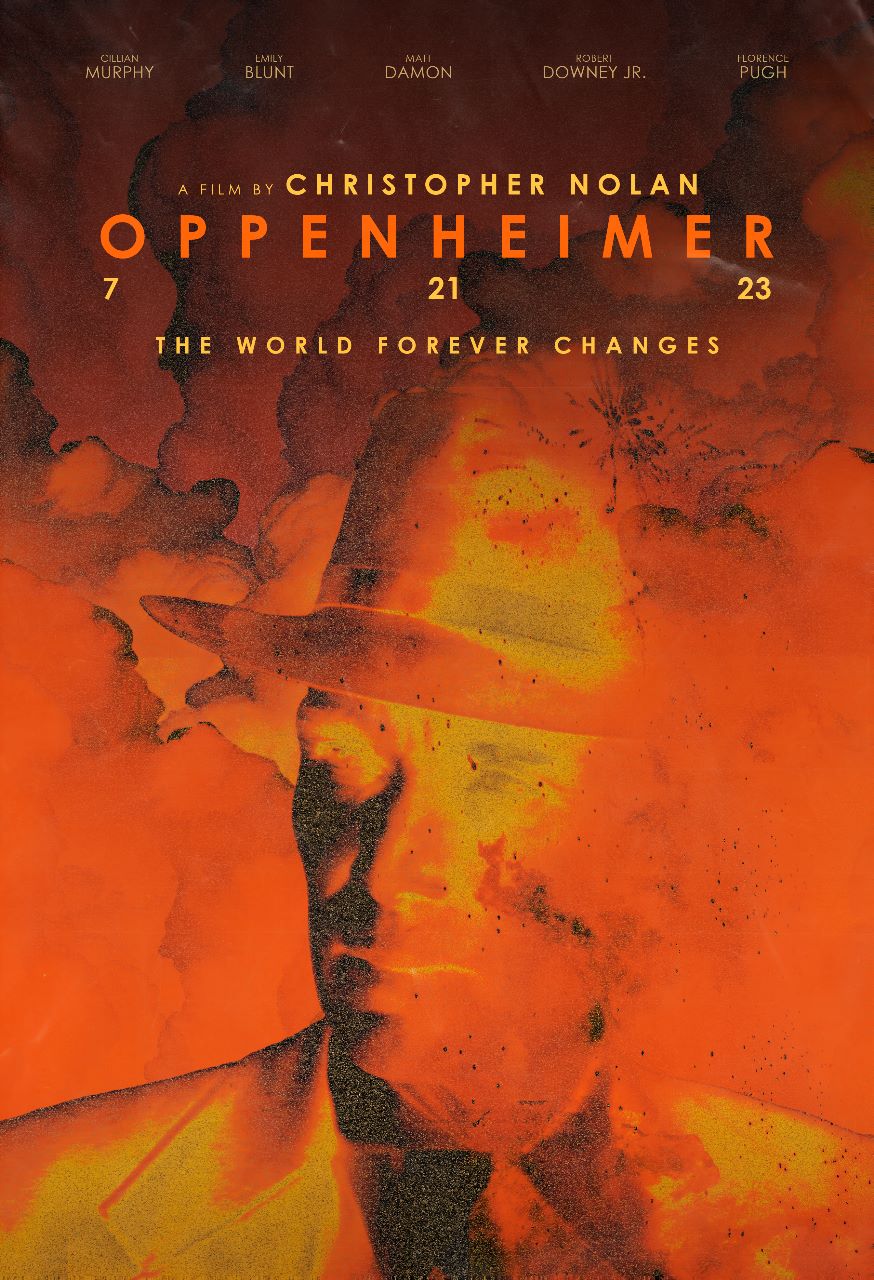 CILLIAN MURPHY EMILY BLUNT MATT DAMON ROBERT DOWNEY JR. FLORENCE PUGH
A FILM BY CHRISTOPHER NOLAN
OPPENHEIMER
7 21 23
THE WORLD FOREVER CHANGES